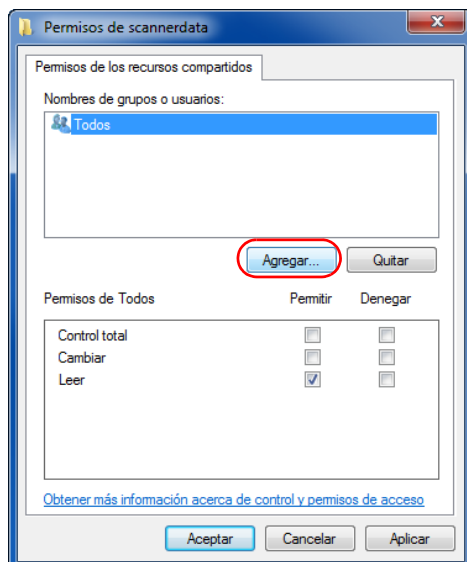 Permisos de scannerdata
Permisos de los recursos compartidos
Nombres de grupos o usuarios:
Todos
Agregar... Quitar
Permisos de Todos Permitir Denegar
Control total
Cambiar
Leer
Obtener más información acerca de control y permisos de acceso
Aceptar Cancelar Aplicar